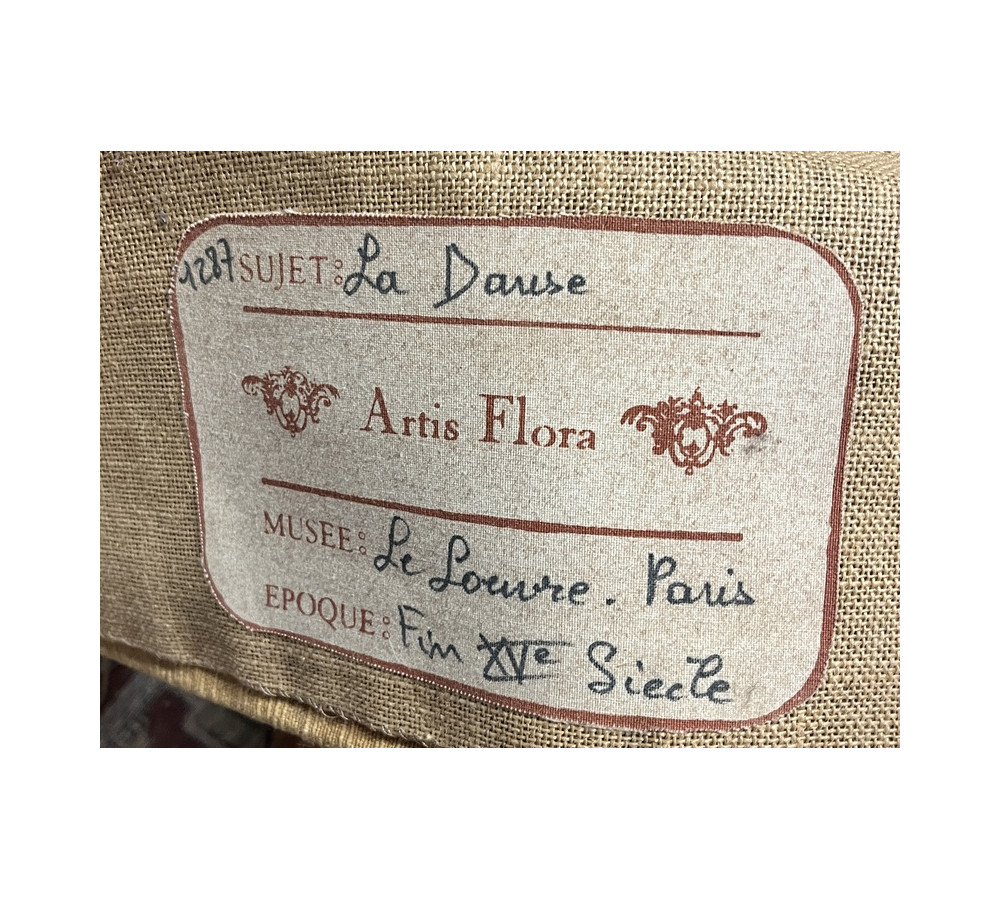 1287 SUJET: La Danse
Artis Flora
MUSEE: Le Louvre. Paris
EPOQUE: Fin XVe Siecle